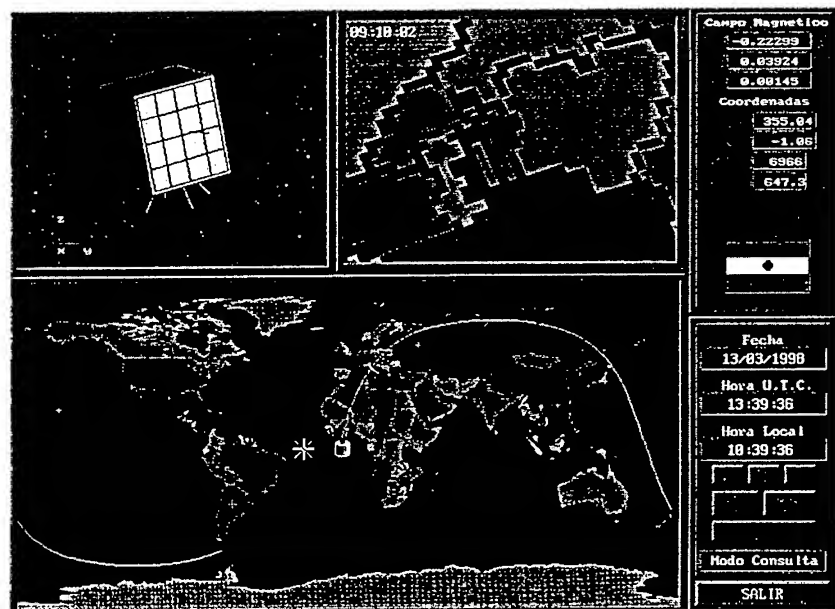 09:10:02
z
x y
Campo Magnetico
-0.22299
0.03924
0.00145
Coordenadas
355.04
-1.06
6966
647.3
Fecha
13/03/1998
Hora U.T.C.
13:39:36
Hora Local
10:39:36
Modo Consulta
SALIR